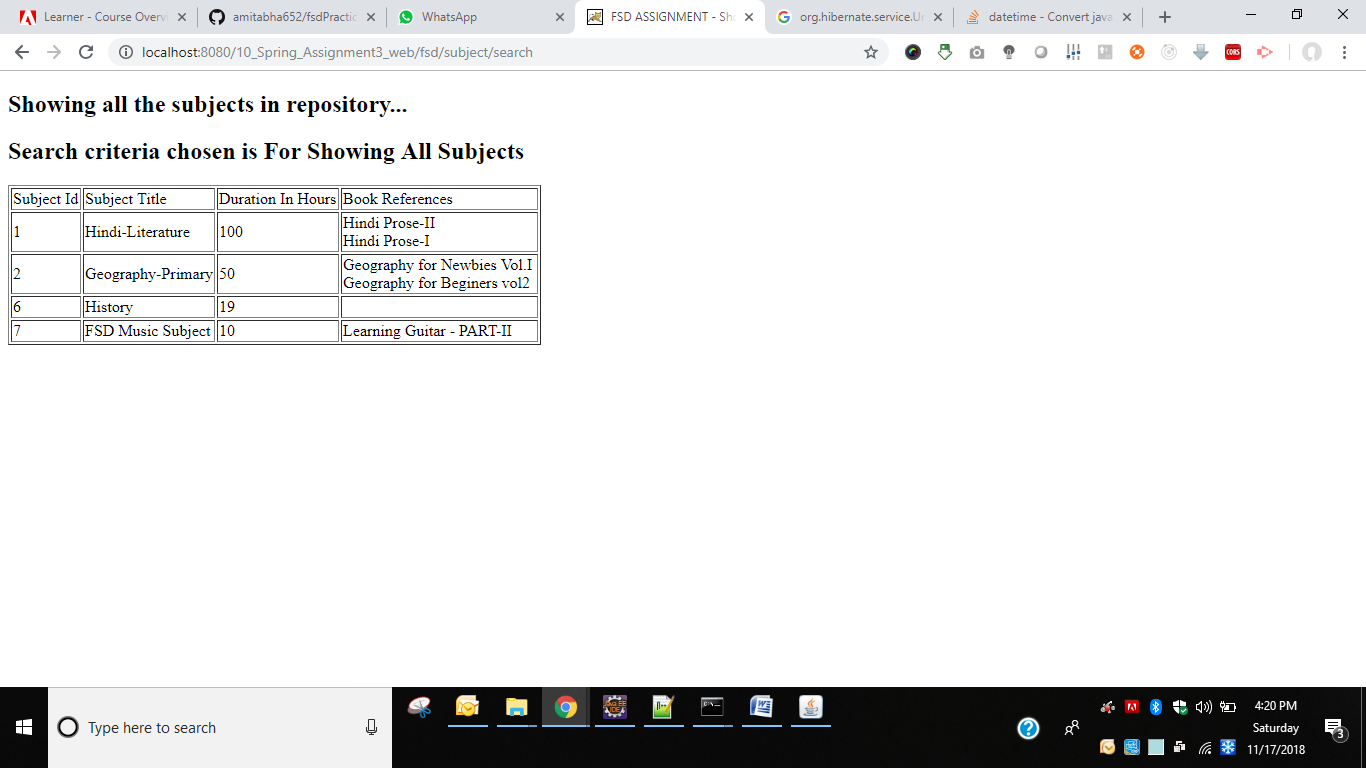 Learner - Course Overv
amitabha652/fsdPractic
WhatsApp
FSD ASSIGNMENT - Sho
org.hibernate.service.Un
datetime - Convert java
localhost:8080/10_Spring_Assignment3_web/fsd/subject/search
CORS
Showing all the subjects in repository...
Search criteria chosen is For Showing All Subjects
Subject Id Subject Title Duration In Hours Book References
1 Hindi-Literature 100 Hindi Prose-II
Hindi Prose-I
2 Geography-Primary 50 Geography for Newbies Vol.I
Geography for Beginers vol2
6 History 19
7 FSD Music Subject 10 Learning Guitar - PART-II
Type here to search
4:20 PM
Saturday
11/17/2018
3